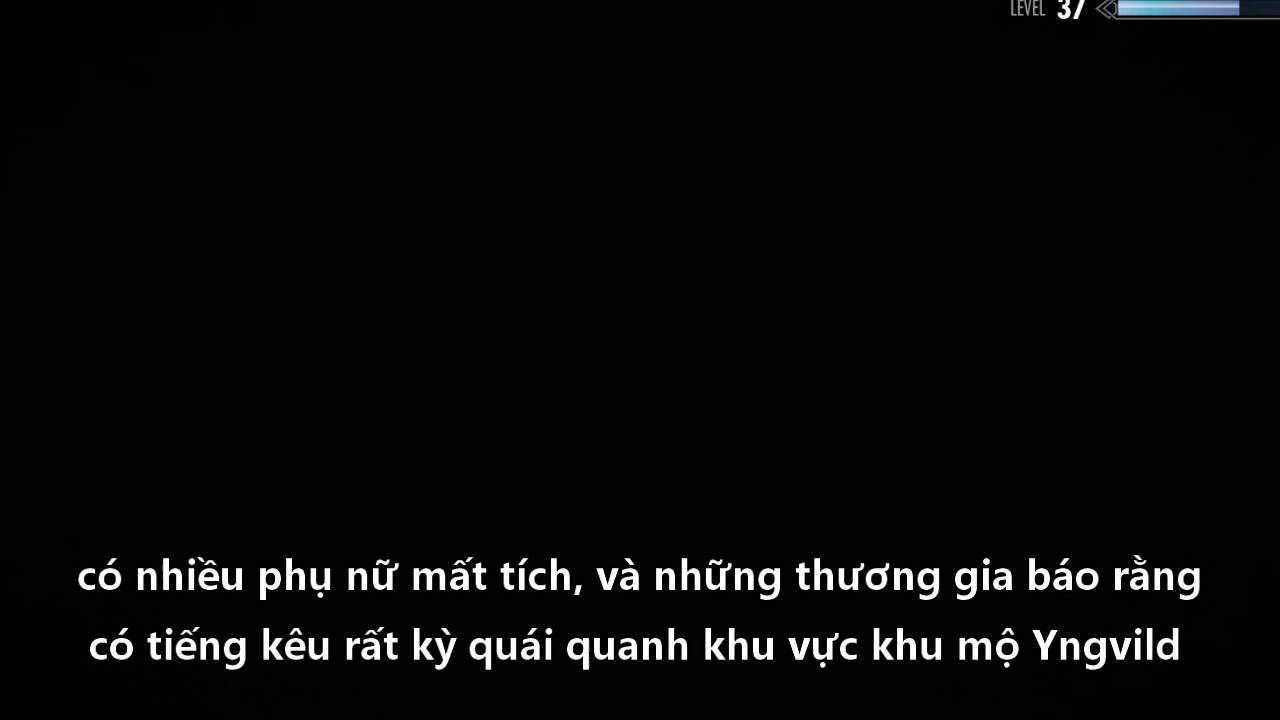 LEVEL 37
có nhiều phụ nữ mất tích, và những thương gia báo rằng
có tiếng kêu rất kỳ quái quanh khu vực khu mộ Yngvild